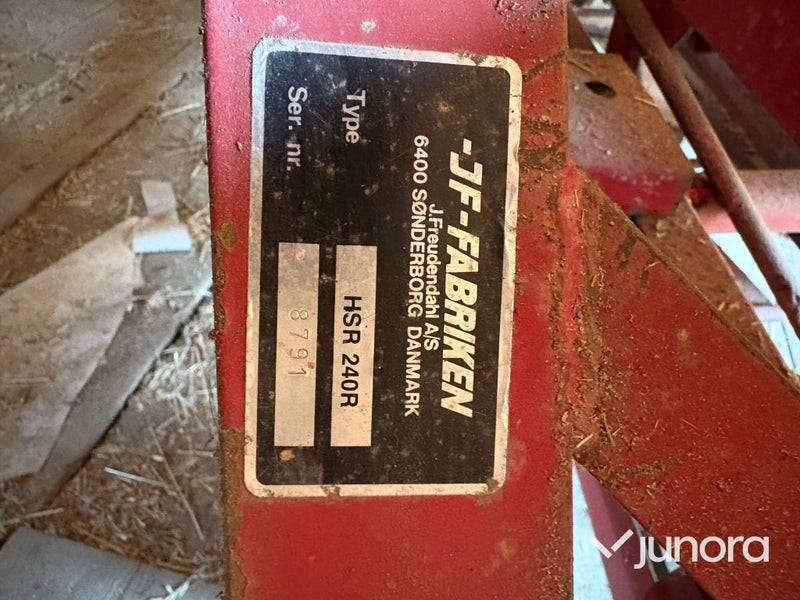 -JF-FABRIKEN
J.Freudendahl A/S
6400 SØNDERBORG DANMARK
Type HSR 240R
Ser. nr. 8791
junora